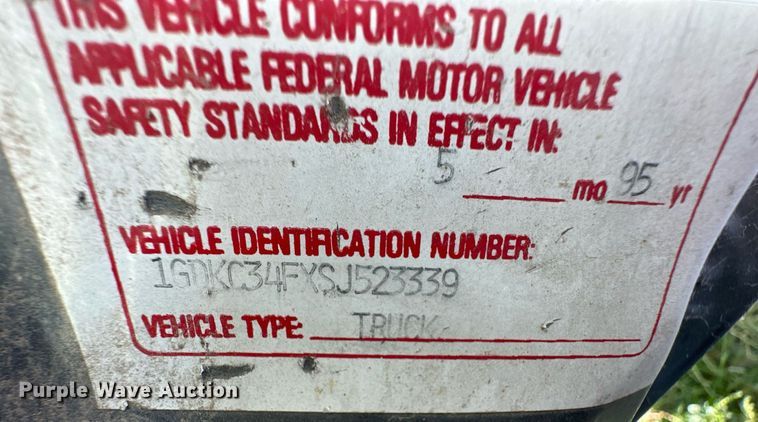 THIS VEHICLE CONFORMS TO ALL
APPLICABLE FEDERAL MOTOR VEHICLE
SAFETY STANDARDS IN EFFECT IN:
5 mo 95 yr
VEHICLE IDENTIFICATION NUMBER:
1GDKC34FXSJ523339
VEHICLE TYPE: TRUCK
Purple Wave Auction